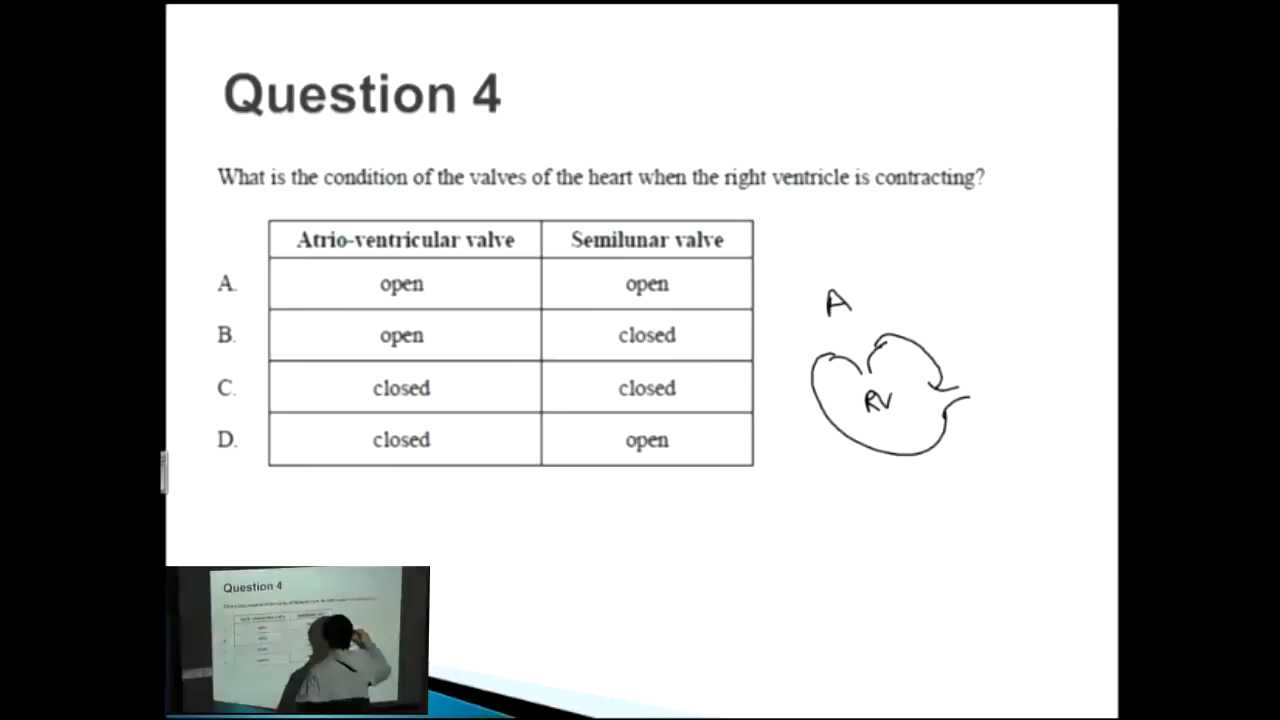 Question 4
What is the condition of the valves of the heart when the right ventricle is contracting?
Atrio-ventricular valve Semilunar valve
A. open open
B. open closed
C. closed closed
D. closed open
A
RV
Question 4